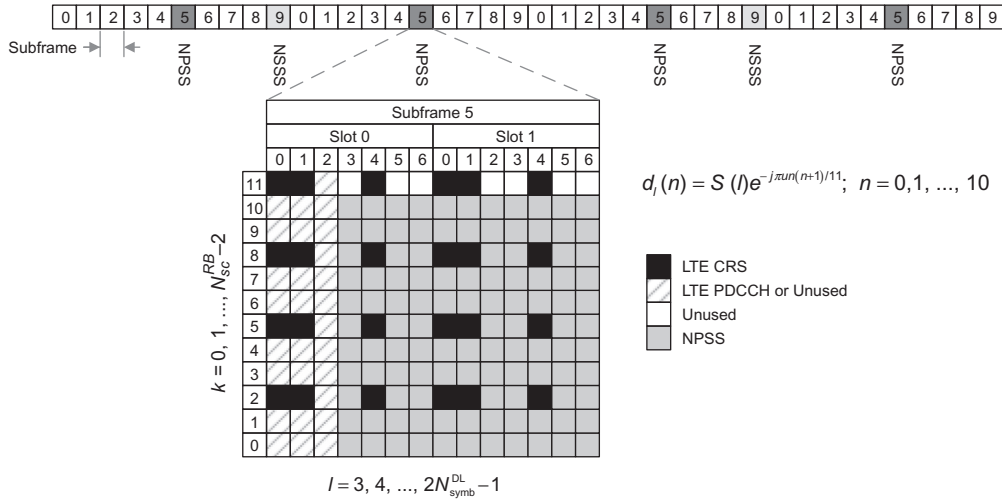 0 1 2 3 4 5 6 7 8 9 0 1 2 3 4 5 6 7 8 9 0 1 2 3 4 5 6 7 8 9 0 1 2 3 4 5 6 7 8 9
Subframe
NPSS
NSSS
NPSS
NPSS
NSSS
NPSS
Subframe 5
Slot 0 Slot 1
0 1 2 3 4 5 6 0 1 2 3 4 5 6
11
10
9
8
7
6
5
4
3
2
1
0
k = 0, 1, ..., N_sc^RB −2
l = 3, 4, ..., 2N_symb^DL −1
d_l(n) = S(l)e^{−jπun(n+1)/11}; n = 0,1, ..., 10
LTE CRS
LTE PDCCH or Unused
Unused
NPSS